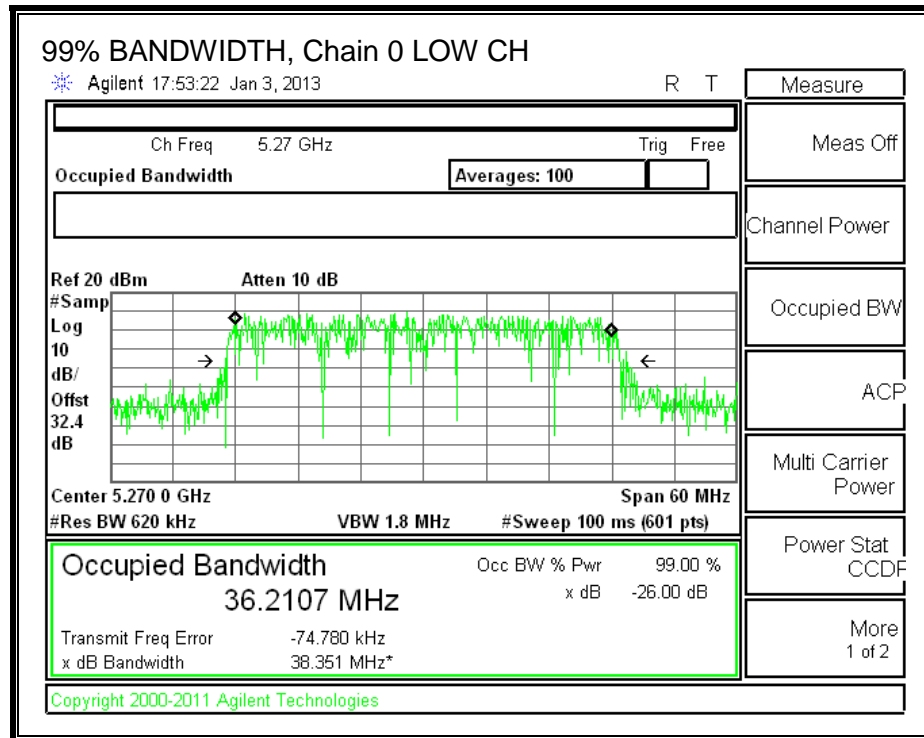 99% BANDWIDTH, Chain 0 LOW CH
Agilent 17:53:22 Jan 3, 2013 R T
Measure
Ch Freq 5.27 GHz Trig Free
Occupied Bandwidth Averages: 100
Ref 20 dBm Atten 10 dB
#Samp
Log
10
dB/
Offst
32.4
dB
Center 5.270 0 GHz Span 60 MHz
#Res BW 620 kHz VBW 1.8 MHz #Sweep 100 ms (601 pts)
Occupied Bandwidth
36.2107 MHz
Occ BW % Pwr 99.00 %
x dB -26.00 dB
Transmit Freq Error -74.780 kHz
x dB Bandwidth 38.351 MHz*
Copyright 2000-2011 Agilent Technologies
Meas Off
Channel Power
Occupied BW
ACP
Multi Carrier
Power
Power Stat
CCDF
More
1 of 2